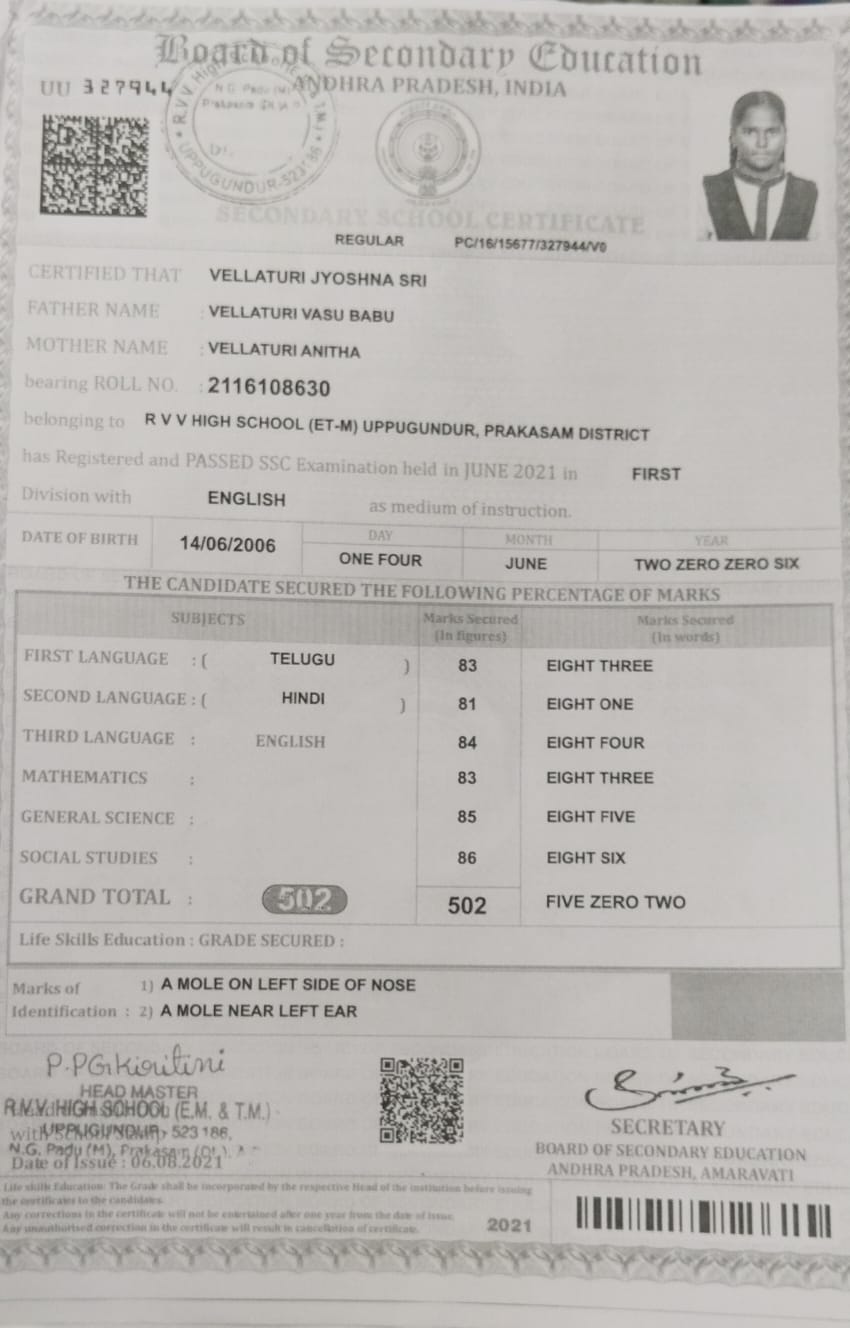 Board of Secondary Education
ANDHRA PRADESH, INDIA
UU 327944
SECONDARY SCHOOL CERTIFICATE
REGULAR PC/16/15677/327944/V0
CERTIFIED THAT VELLATURI JYOSHNA SRI
FATHER NAME : VELLATURI VASU BABU
MOTHER NAME : VELLATURI ANITHA
bearing ROLL NO. : 2116108630
belonging to R V V HIGH SCHOOL (ET-M) UPPUGUNDUR, PRAKASAM DISTRICT
has Registered and PASSED SSC Examination held in JUNE 2021 in FIRST
Division with ENGLISH as medium of instruction.
DATE OF BIRTH 14/06/2006 DAY MONTH YEAR
ONE FOUR JUNE TWO ZERO ZERO SIX
THE CANDIDATE SECURED THE FOLLOWING PERCENTAGE OF MARKS
SUBJECTS Marks Secured (In figures) Marks Secured (In words)
FIRST LANGUAGE : ( TELUGU ) 83 EIGHT THREE
SECOND LANGUAGE : ( HINDI ) 81 EIGHT ONE
THIRD LANGUAGE : ENGLISH 84 EIGHT FOUR
MATHEMATICS : 83 EIGHT THREE
GENERAL SCIENCE : 85 EIGHT FIVE
SOCIAL STUDIES : 86 EIGHT SIX
GRAND TOTAL : 502 502 FIVE ZERO TWO
Life Skills Education : GRADE SECURED :
Marks of 1) A MOLE ON LEFT SIDE OF NOSE
Identification : 2) A MOLE NEAR LEFT EAR
HEAD MASTER
R.V.V. HIGH SCHOOL (E.M. & T.M.)
UPPUGUNDUR, 523 186,
N.G. Padu (M), Prakasam (Dt.).
Date of Issue : 06.08.2021
SECRETARY
BOARD OF SECONDARY EDUCATION
ANDHRA PRADESH, AMARAVATI
Life skills Education: The Grade shall be incorporated by the respective Head of the institution before issuing
the certificates to the candidates.
Any corrections in the certificate will not be entertained after one year from the date of issue.
Any unauthorised correction in the certificate will result in cancellation of certificate.
2021